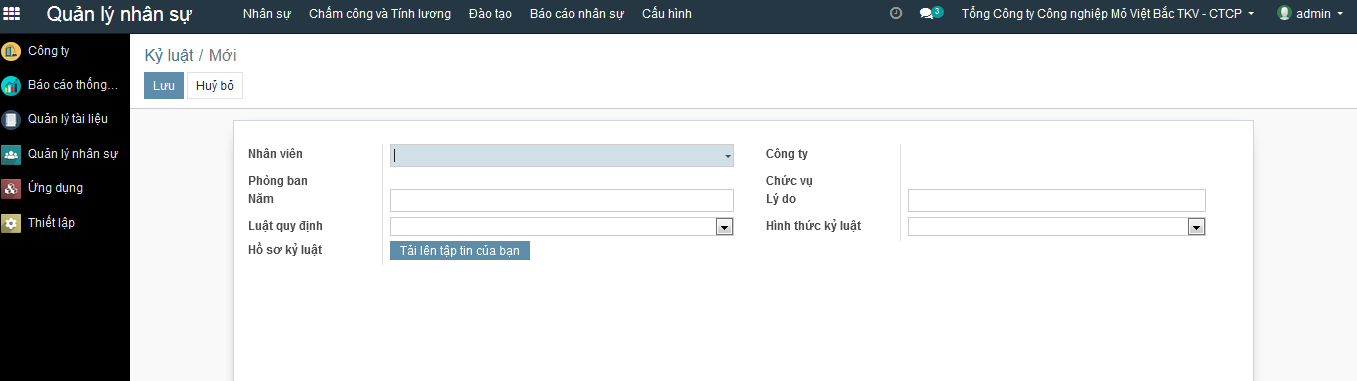 Quản lý nhân sự
Nhân sự Chấm công và Tính lương Đào tạo Báo cáo nhân sự Cấu hình
3
Tổng Công ty Công nghiệp Mỏ Việt Bắc TKV - CTCP
admin
Công ty
Báo cáo thống...
Quản lý tài liệu
Quản lý nhân sự
Ứng dụng
Thiết lập
Kỷ luật / Mới
Lưu Huỷ bỏ
Nhân viên
Công ty
Phòng ban
Chức vụ
Năm
Lý do
Luật quy định
Hình thức kỷ luật
Hồ sơ kỷ luật
Tải lên tập tin của bạn